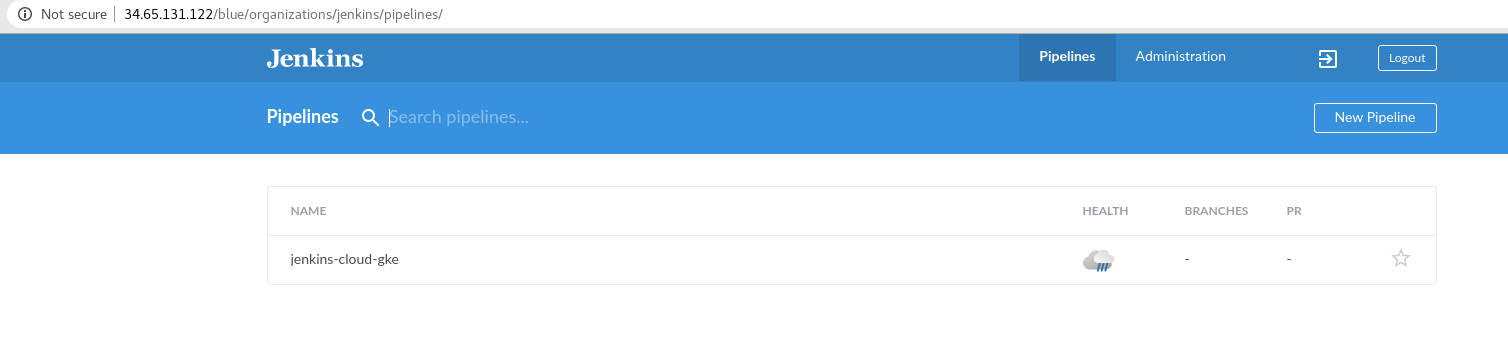 Not secure 34.65.131.122/blue/organizations/jenkins/pipelines/
Jenkins Pipelines Administration Logout
Pipelines Search pipelines... New Pipeline
NAME HEALTH BRANCHES PR
jenkins-cloud-gke - -